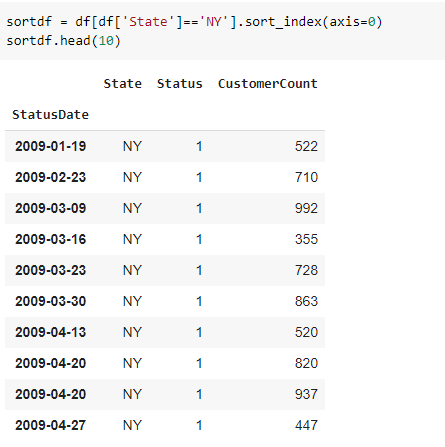 sortdf = df[df['State']=='NY'].sort_index(axis=0)
sortdf.head(10)
State Status CustomerCount
StatusDate
2009-01-19 NY 1 522
2009-02-23 NY 1 710
2009-03-09 NY 1 992
2009-03-16 NY 1 355
2009-03-23 NY 1 728
2009-03-30 NY 1 863
2009-04-13 NY 1 520
2009-04-20 NY 1 820
2009-04-20 NY 1 937
2009-04-27 NY 1 447